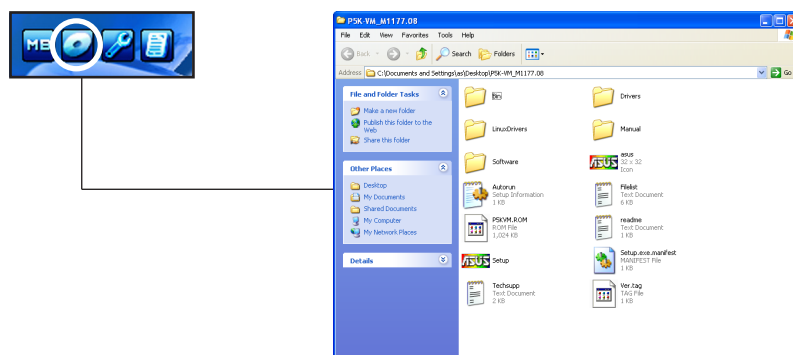 MB
P5K-VM_M1177.08
File Edit View Favorites Tools Help
Back Search Folders
Address C:\Documents and Settings\as\Desktop\P5K-VM_M1177.08 Go
File and Folder Tasks
Make a new folder
Publish this folder to the
Web
Share this folder
Other Places
Desktop
My Documents
Shared Documents
My Computer
My Network Places
Details
Bin
Drivers
LinuxDrivers
Manual
Software
ASUS
asus
32 x 32
Icon
Autorun
Setup Information
1 KB
Filelist
Text Document
6 KB
P5KVM.ROM
ROM File
1,024 KB
readme
Text Document
1 KB
ASUS
Setup
Setup.exe.manifest
MANIFEST File
1 KB
Techsupp
Text Document
2 KB
Ver.tag
TAG File
1 KB